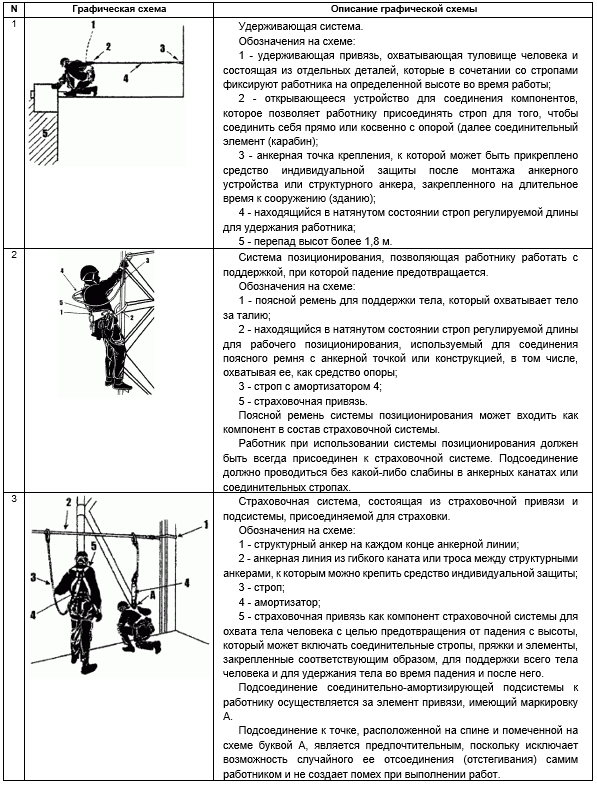 N Графическая схема Описание графической схемы
1
1 2 3
4
5
Удерживающая система.
Обозначения на схеме:
1 - удерживающая привязь, охватывающая туловище человека и
состоящая из отдельных деталей, которые в сочетании со стропами
фиксируют работника на определенной высоте во время работы;
2 - открывающееся устройство для соединения компонентов,
которое позволяет работнику присоединять строп для того, чтобы
соединить себя прямо или косвенно с опорой (далее соединительный
элемент (карабин);
3 - анкерная точка крепления, к которой может быть прикреплено
средство индивидуальной защиты после монтажа анкерного
устройства или структурного анкера, закрепленного на длительное
время к сооружению (зданию);
4 - находящийся в натянутом состоянии строп регулируемой длины
для удержания работника;
5 - перепад высот более 1,8 м.
2
4 3
5
1 2
Система позиционирования, позволяющая работнику работать с
поддержкой, при которой падение предотвращается.
Обозначения на схеме:
1 - поясной ремень для поддержки тела, который охватывает тело
за талию;
2 - находящийся в натянутом состоянии строп регулируемой длины
для рабочего позиционирования, используемый для соединения
поясного ремня с анкерной точкой или конструкцией, в том числе,
охватывая ее, как средство опоры;
3 - строп с амортизатором 4;
5 - страховочная привязь.
Поясной ремень системы позиционирования может входить как
компонент в состав страховочной системы.
Работник при использовании системы позиционирования должен
быть всегда присоединен к страховочной системе. Подсоединение
должно проводиться без какой-либо слабины в анкерных канатах или
соединительных стропах.
3
2 1
5
3 4
4 А
Страховочная система, состоящая из страховочной привязи и
подсистемы, присоединяемой для страховки.
Обозначения на схеме:
1 - структурный анкер на каждом конце анкерной линии;
2 - анкерная линия из гибкого каната или троса между структурными
анкерами, к которым можно крепить средство индивидуальной защиты;
3 - строп;
4 - амортизатор;
5 - страховочная привязь как компонент страховочной системы для
охвата тела человека с целью предотвращения от падения с высоты,
который может включать соединительные стропы, пряжки и элементы,
закрепленные соответствующим образом, для поддержки всего тела
человека и для удержания тела во время падения и после него.
Подсоединение соединительно-амортизирующей подсистемы к
работнику осуществляется за элемент привязи, имеющий маркировку
А.
Подсоединение к точке, расположенной на спине и помеченной на
схеме буквой А, является предпочтительным, поскольку исключает
возможность случайного ее отсоединения (отстегивания) самим
работником и не создает помех при выполнении работ.